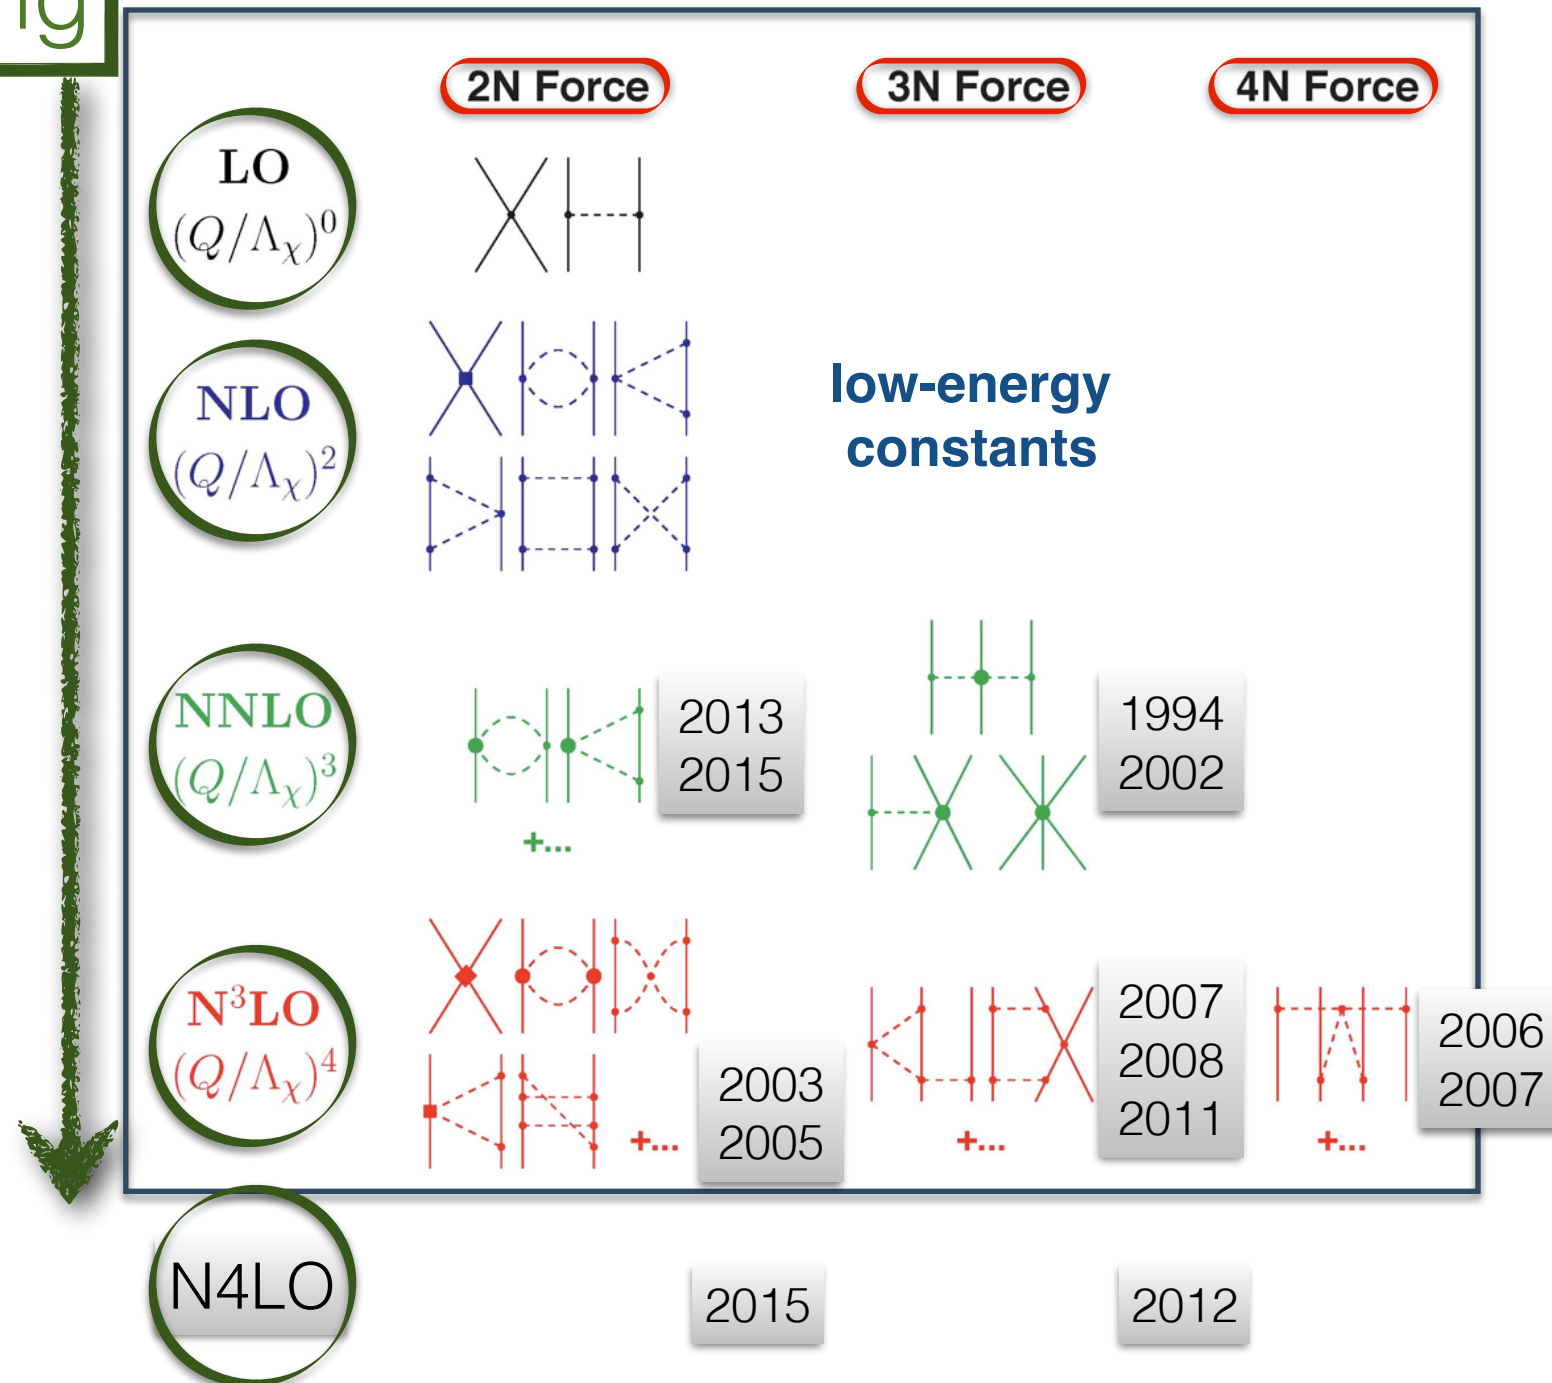 ng
2N Force 3N Force 4N Force
LO
(Q/Λχ)⁰
NLO
(Q/Λχ)²
low-energy
constants
NNLO
(Q/Λχ)³
2013
2015
+...
1994
2002
N³LO
(Q/Λχ)⁴
2003
2005
+...
2007
2008
2011
+...
2006
2007
+...
N4LO
2015
2012